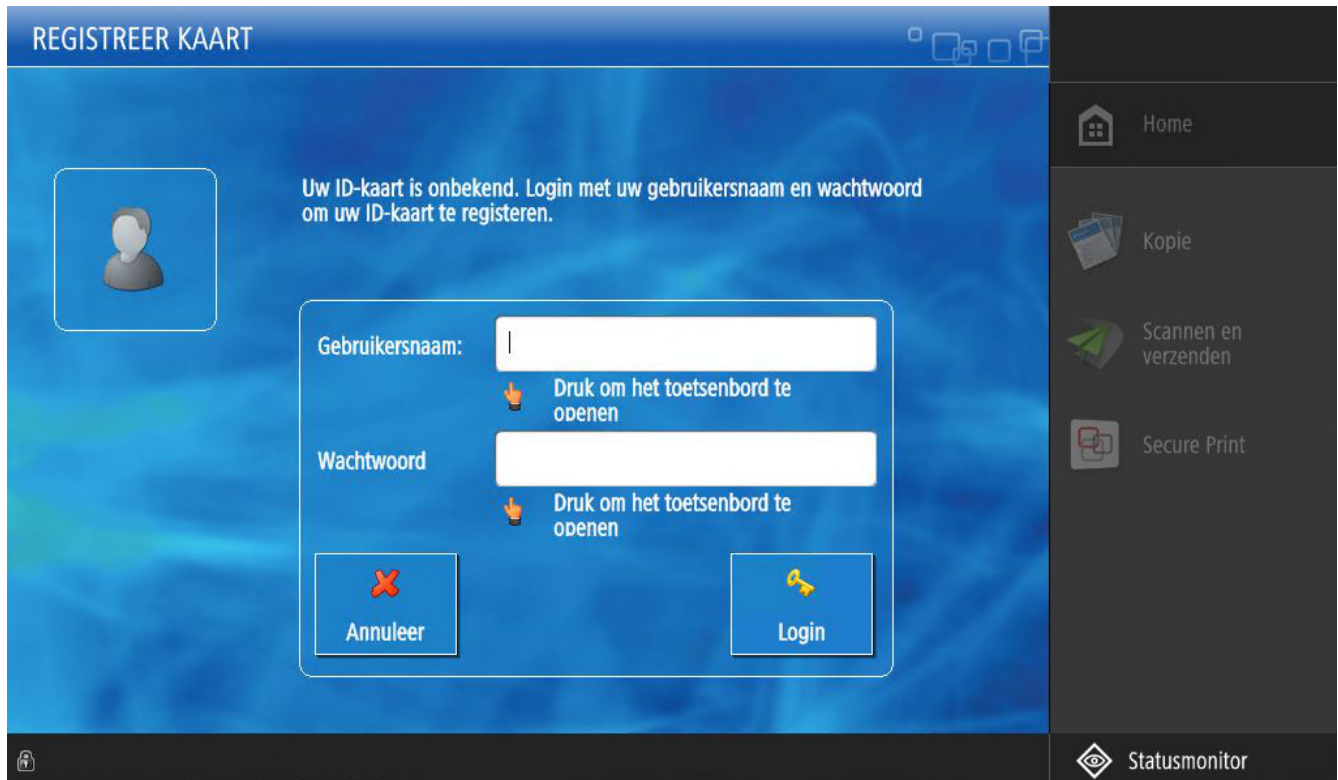 REGISTREER KAART
Uw ID-kaart is onbekend. Login met uw gebruikersnaam en wachtwoord
om uw ID-kaart te registeren.
Gebruikersnaam:
Druk om het toetsenbord te
openen
Wachtwoord
Druk om het toetsenbord te
openen
Annuleer
Login
Home
Kopie
Scannen en
verzenden
Secure Print
Statusmonitor